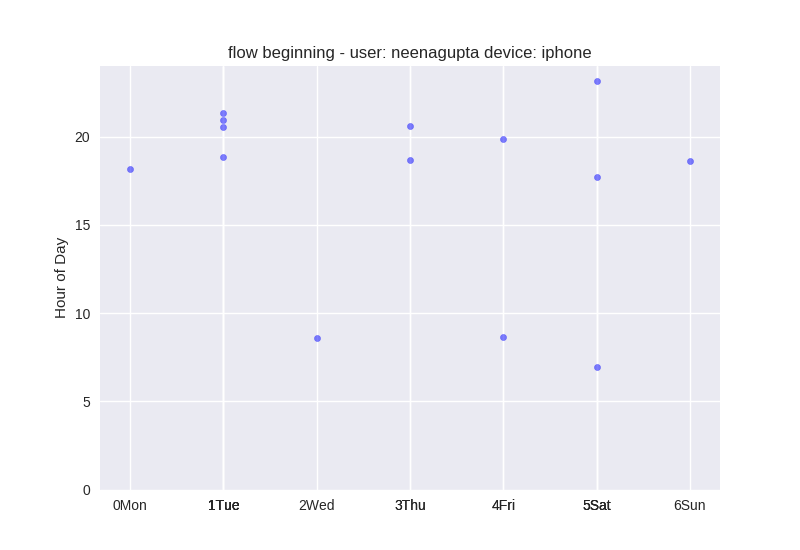 flow beginning - user: neenagupta device: iphone
Hour of Day
20
15
10
5
0
0Mon 1Tue 2Wed 3Thu 4Fri 5Sat 6Sun